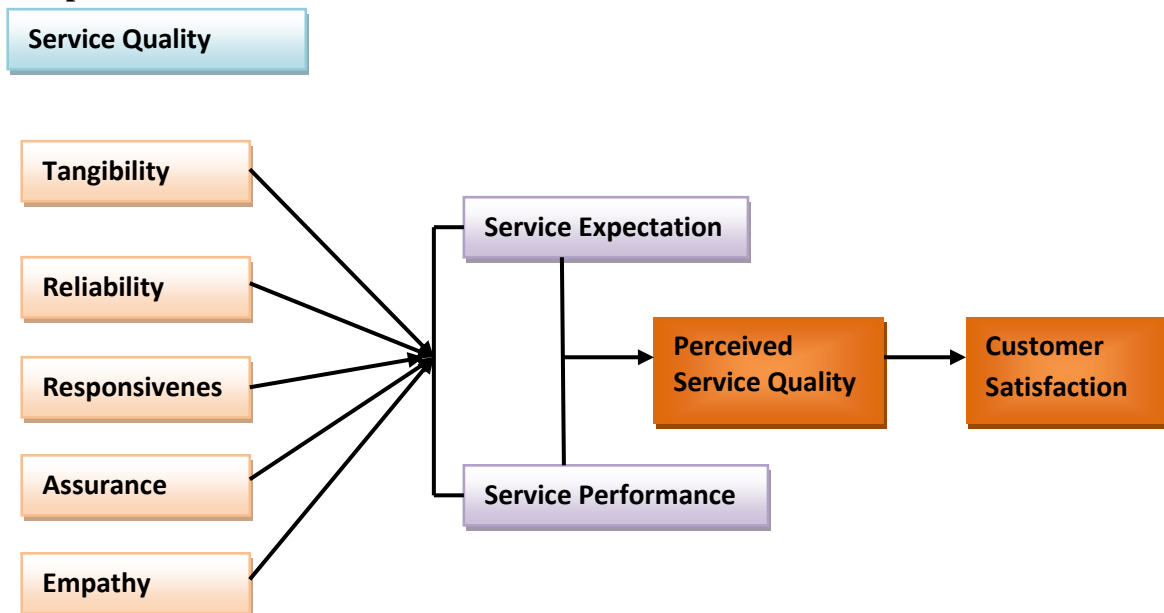 Service Quality
Tangibility
Reliability
Responsivenes
Assurance
Empathy
Service Expectation
Service Performance
Perceived
Service Quality
Customer
Satisfaction